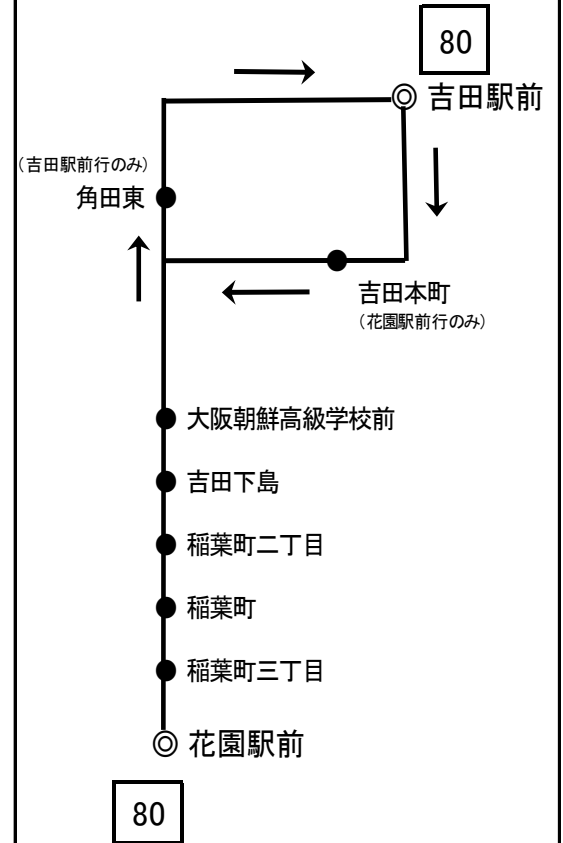 80
吉田駅前
（吉田駅前行のみ）
角田東
吉田本町
（花園駅前行のみ）
大阪朝鮮高級学校前
吉田下島
稲葉町二丁目
稲葉町
稲葉町三丁目
花園駅前
80